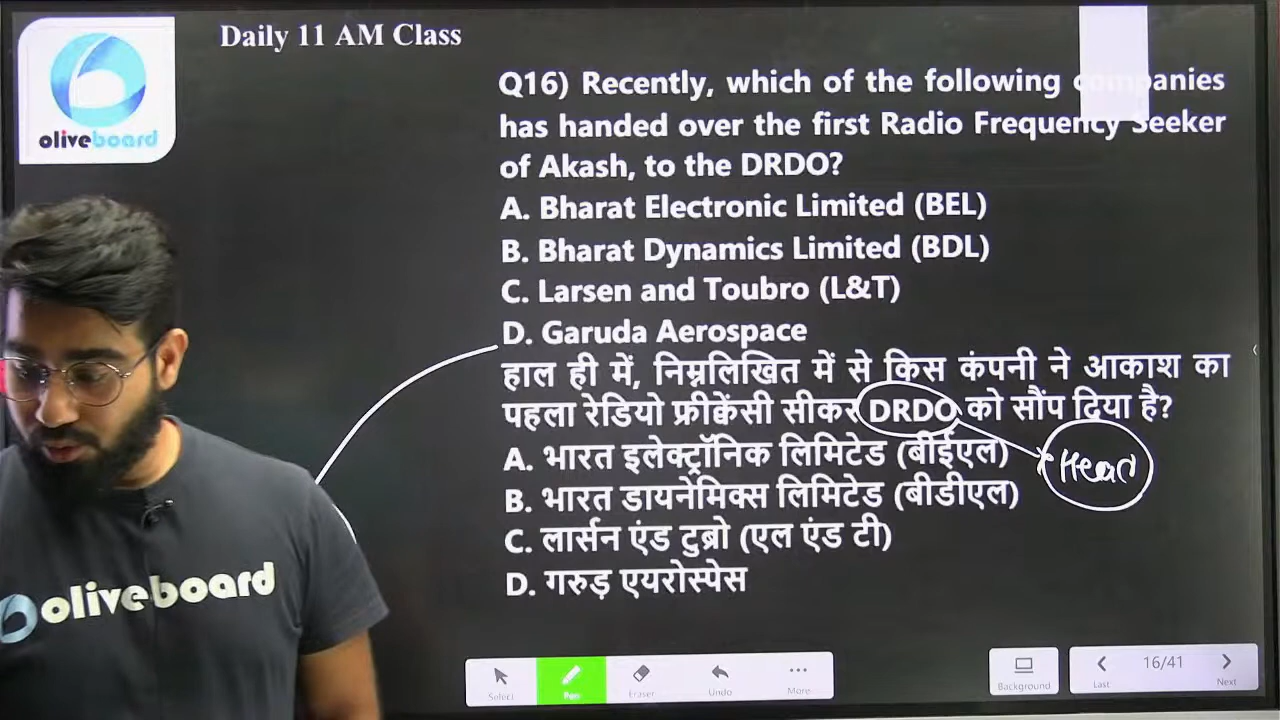 oliveboard
Daily 11 AM Class
Q16) Recently, which of the following companies
has handed over the first Radio Frequency Seeker
of Akash, to the DRDO?
A. Bharat Electronic Limited (BEL)
B. Bharat Dynamics Limited (BDL)
C. Larsen and Toubro (L&T)
D. Garuda Aerospace
हाल ही में, निम्नलिखित में से किस कंपनी ने आकाश का
पहला रेडियो फ्रीक्वेंसी सीकर DRDO को सौंप दिया है?
A. भारत इलेक्ट्रॉनिक लिमिटेड (बीईएल)
Head
B. भारत डायनेमिक्स लिमिटेड (बीडीएल)
C. लार्सन एंड टुब्रो (एल एंड टी)
D. गरुड़ एयरोस्पेस
oliveboard
Select
Pen
Eraser
Undo
More
Background
Last
16/41
Next